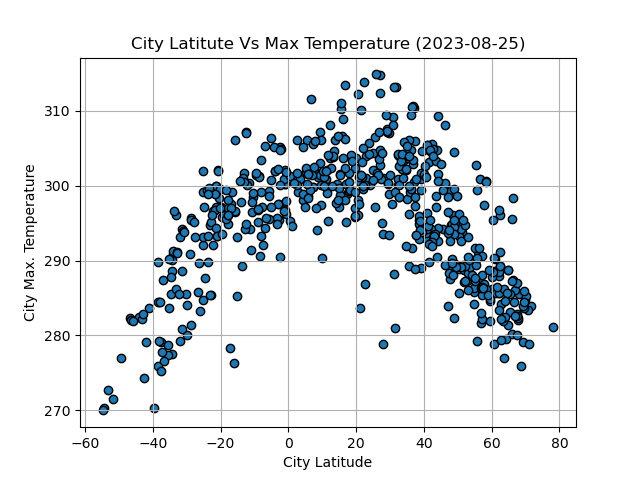 City Latitute Vs Max Temperature (2023-08-25)
City Max. Temperature
310
300
290
280
270
−60 −40 −20 0 20 40 60 80
City Latitude